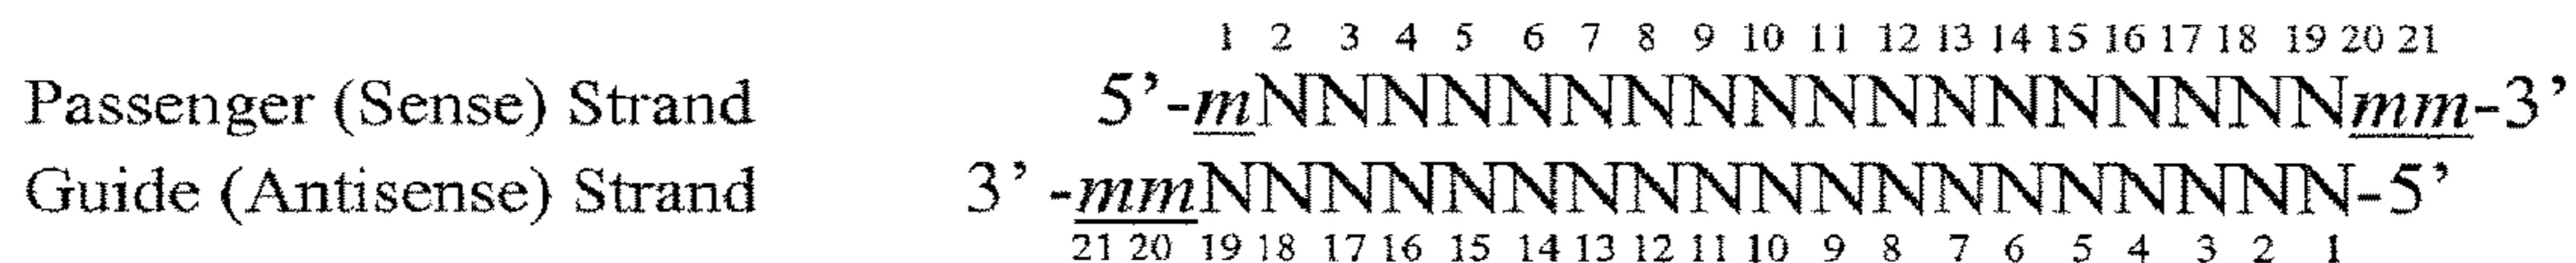 1 2 3 4 5 6 7 8 9 10 11 12 13 14 15 16 17 18 19 20 21
Passenger (Sense) Strand 5’-mNNNNNNNNNNNNNNNNNNmm-3’
Guide (Antisense) Strand 3’ -mmNNNNNNNNNNNNNNNNNNN-5’
21 20 19 18 17 16 15 14 13 12 11 10 9 8 7 6 5 4 3 2 1